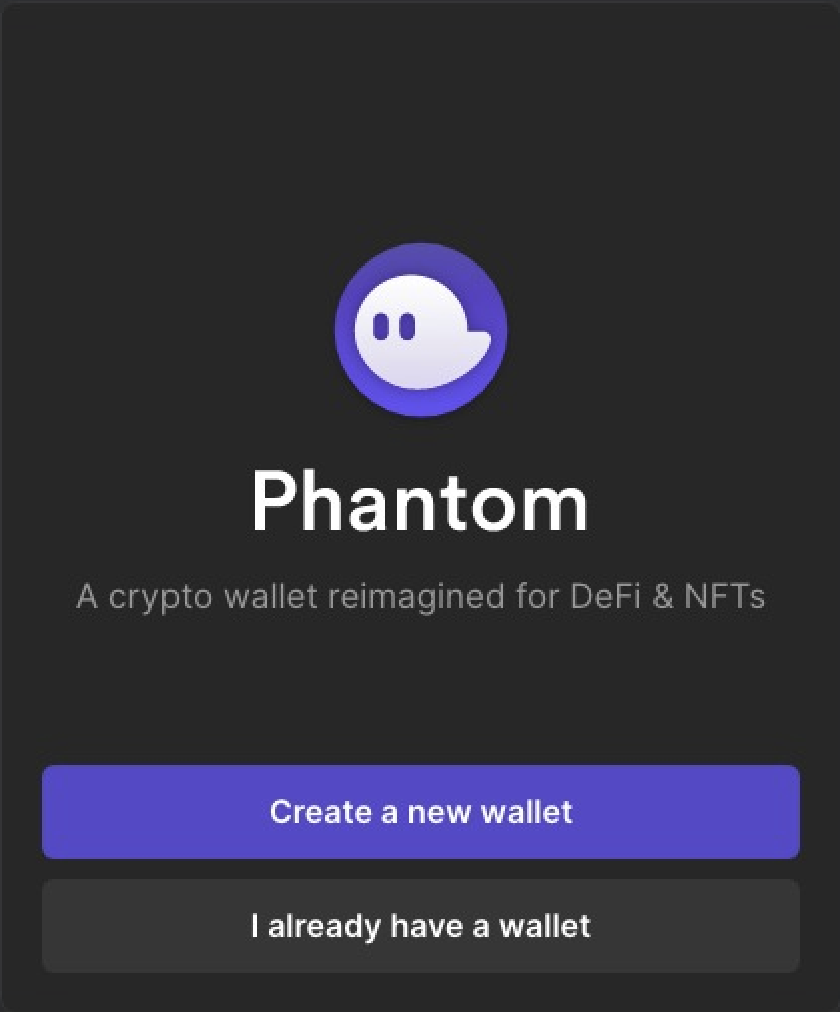 Phantom
A crypto wallet reimagined for DeFi & NFTs
Create a new wallet
I already have a wallet